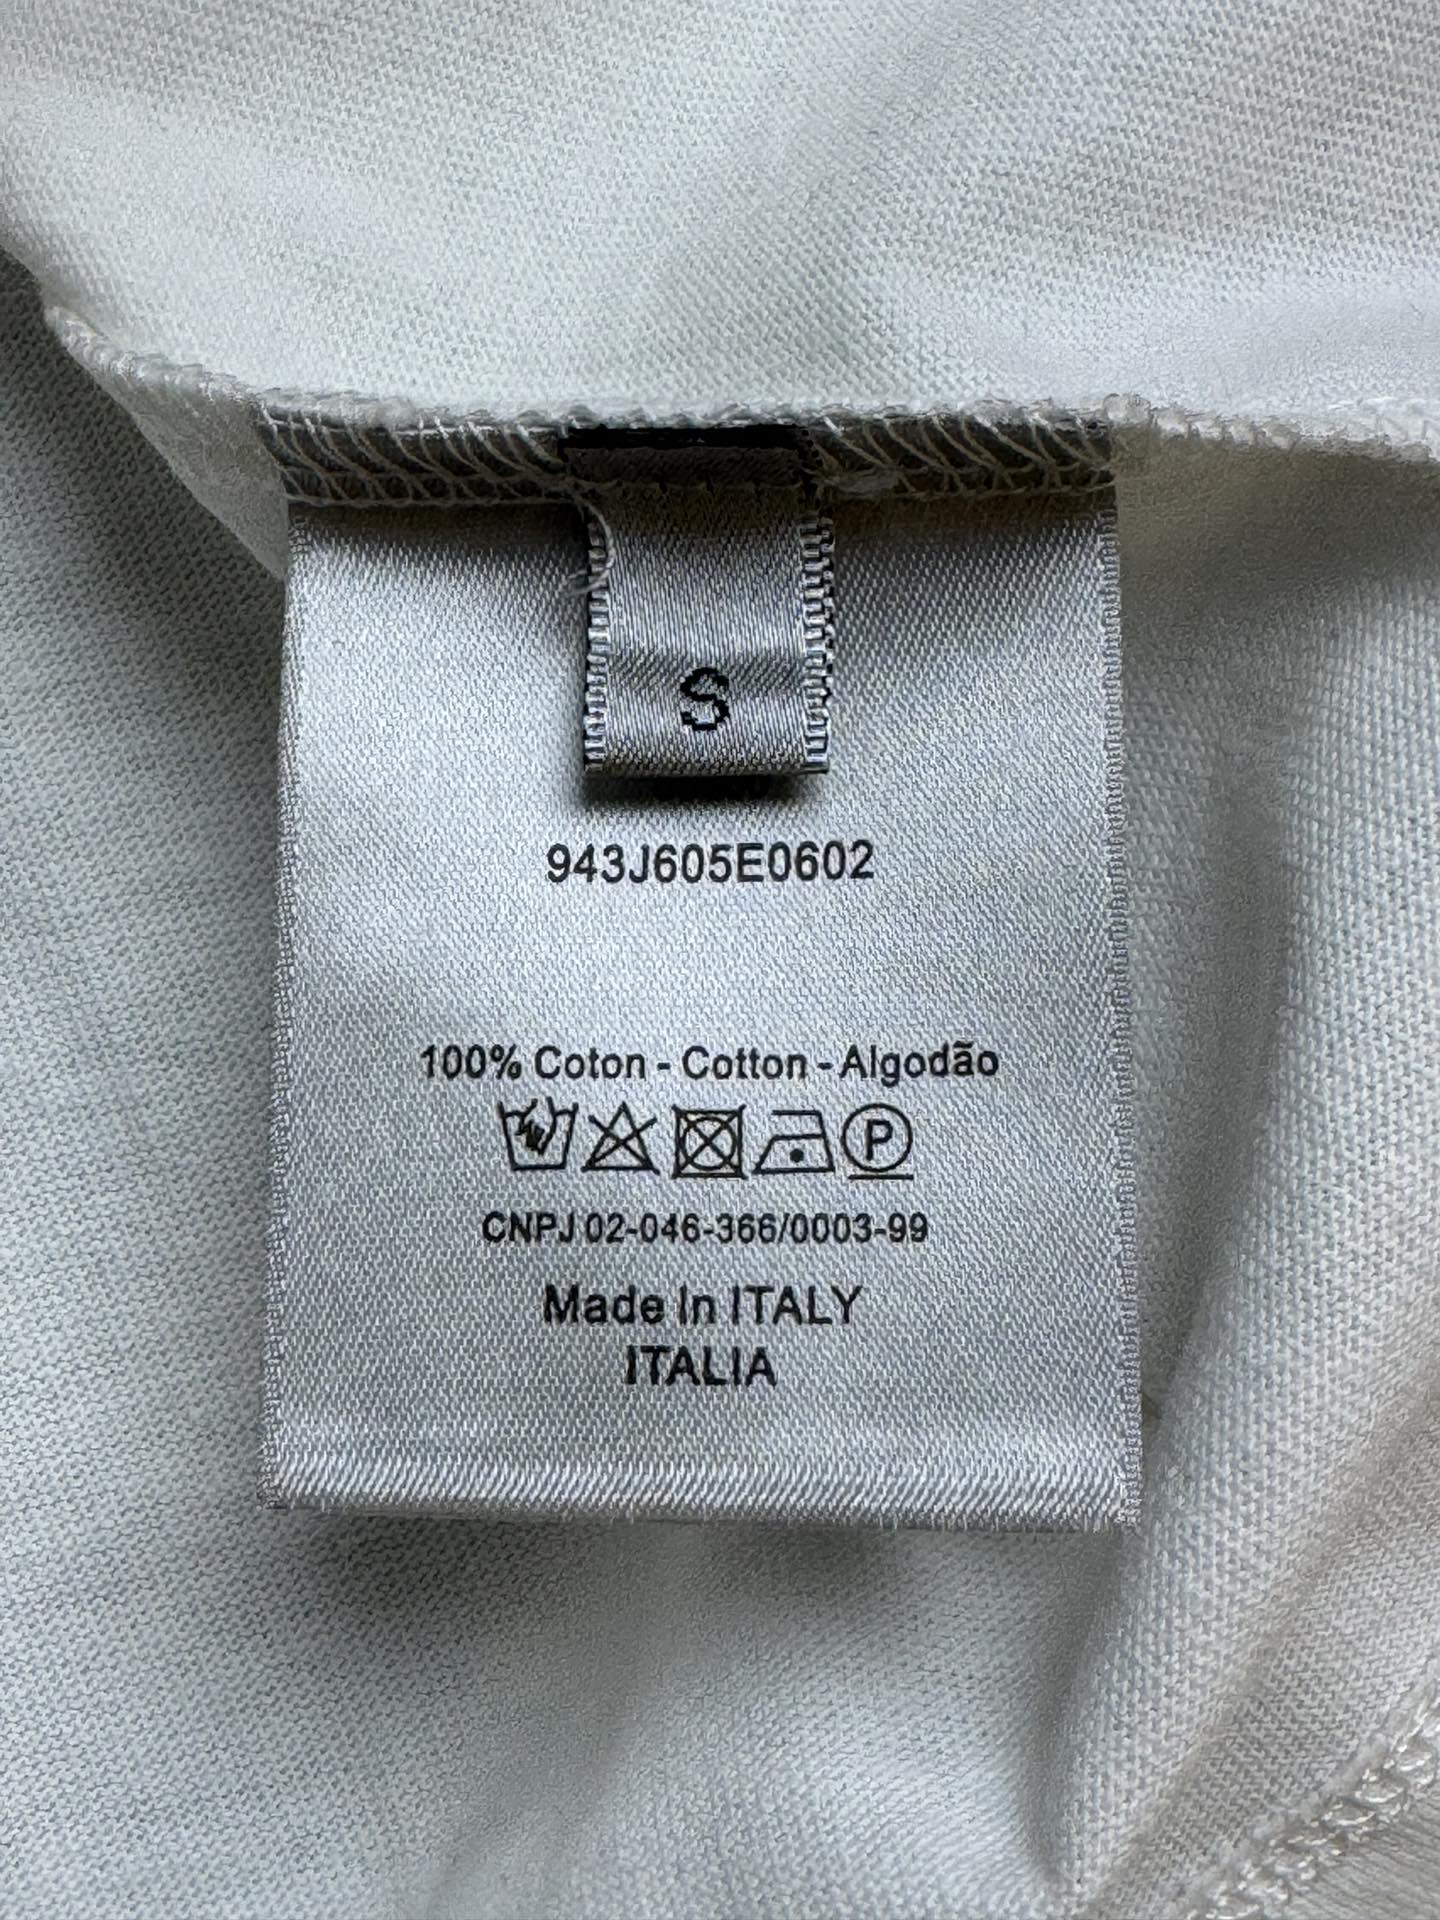 S
943J605E0602
100% Coton - Cotton - Algodão
P
CNPJ 02-046-366/0003-99
Made In ITALY
ITALIA